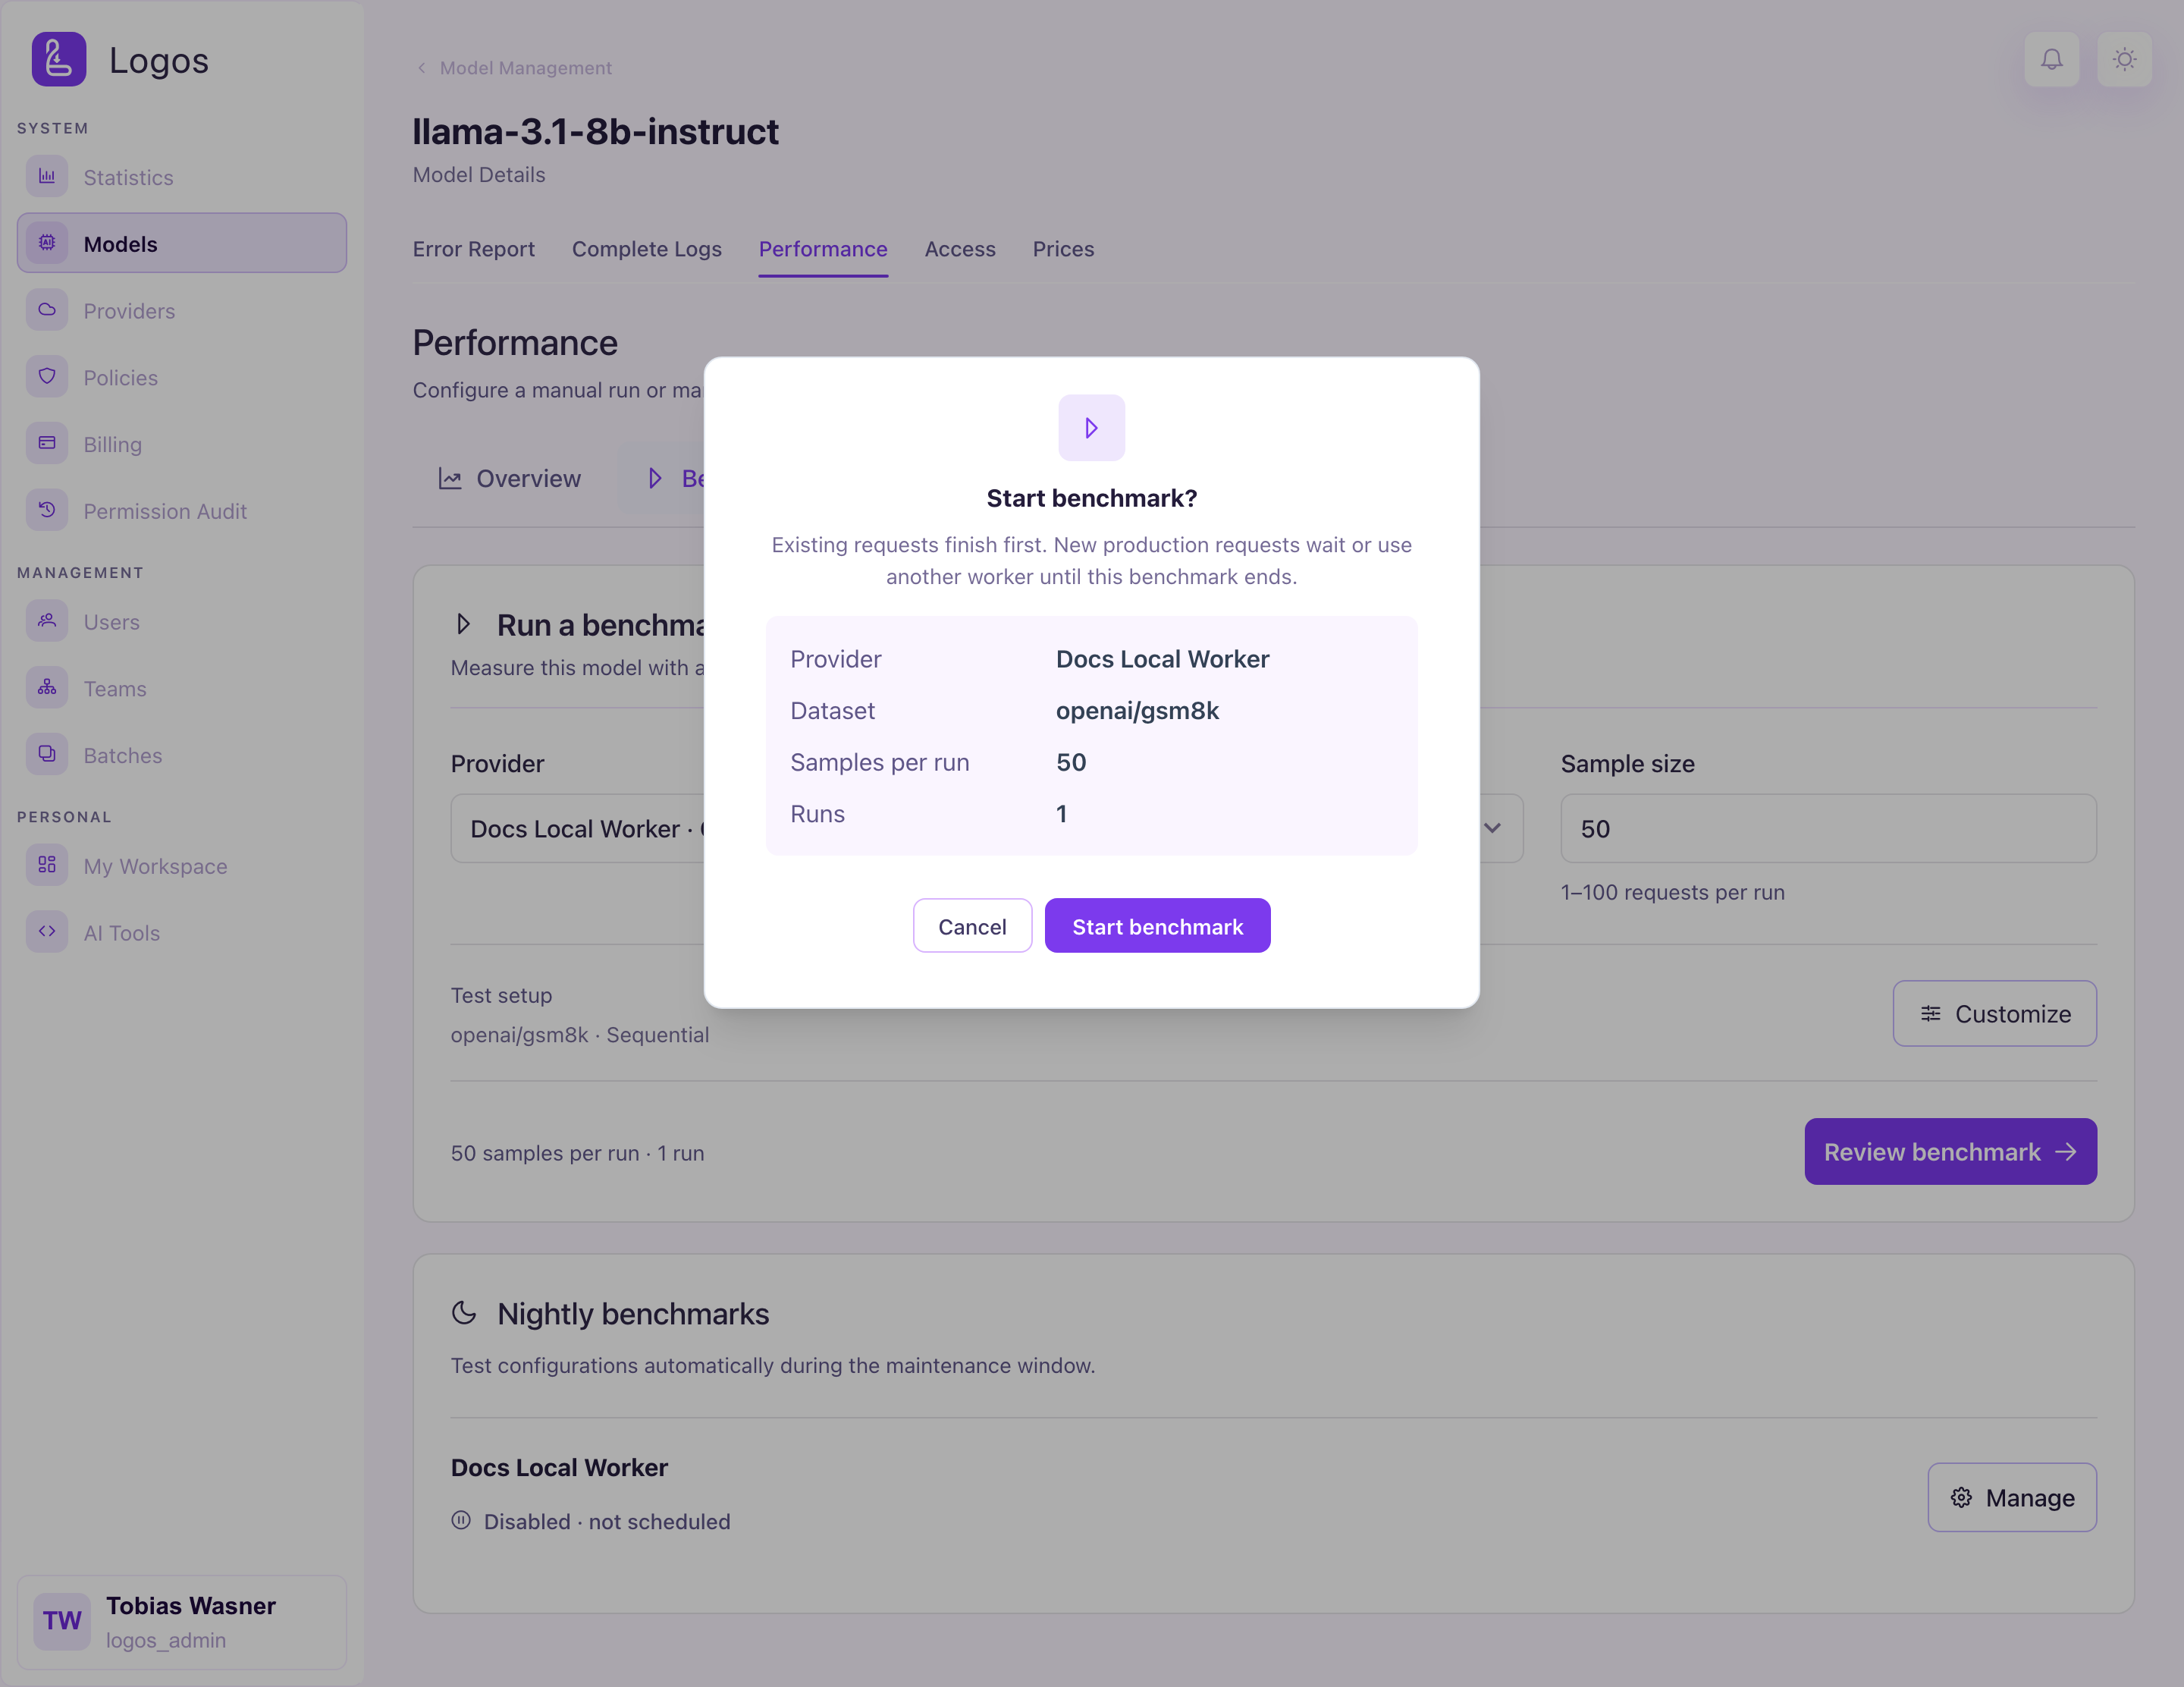 Logos
SYSTEM
Statistics
Models
Providers
Policies
Billing
Permission Audit
MANAGEMENT
Users
Teams
Batches
PERSONAL
My Workspace
AI Tools
TW
Tobias Wasner
logos_admin
Model Management
llama-3.1-8b-instruct
Model Details
Error Report
Complete Logs
Performance
Access
Prices
Performance
Configure a manual run or
Overview
Run a
Measure this model with
Provider
Docs Local Worker ·
Sample size
50
1–100 requests per run
Test setup
openai/gsm8k · Sequential
Customize
50 samples per run · 1 run
Review benchmark
Nightly benchmarks
Test configurations automatically during the maintenance window.
Docs Local Worker
Disabled · not scheduled
Manage
Start benchmark?
Existing requests finish first. New production requests wait or use
another worker until this benchmark ends.
Provider Docs Local Worker
Dataset openai/gsm8k
Samples per run 50
Runs 1
Cancel
Start benchmark